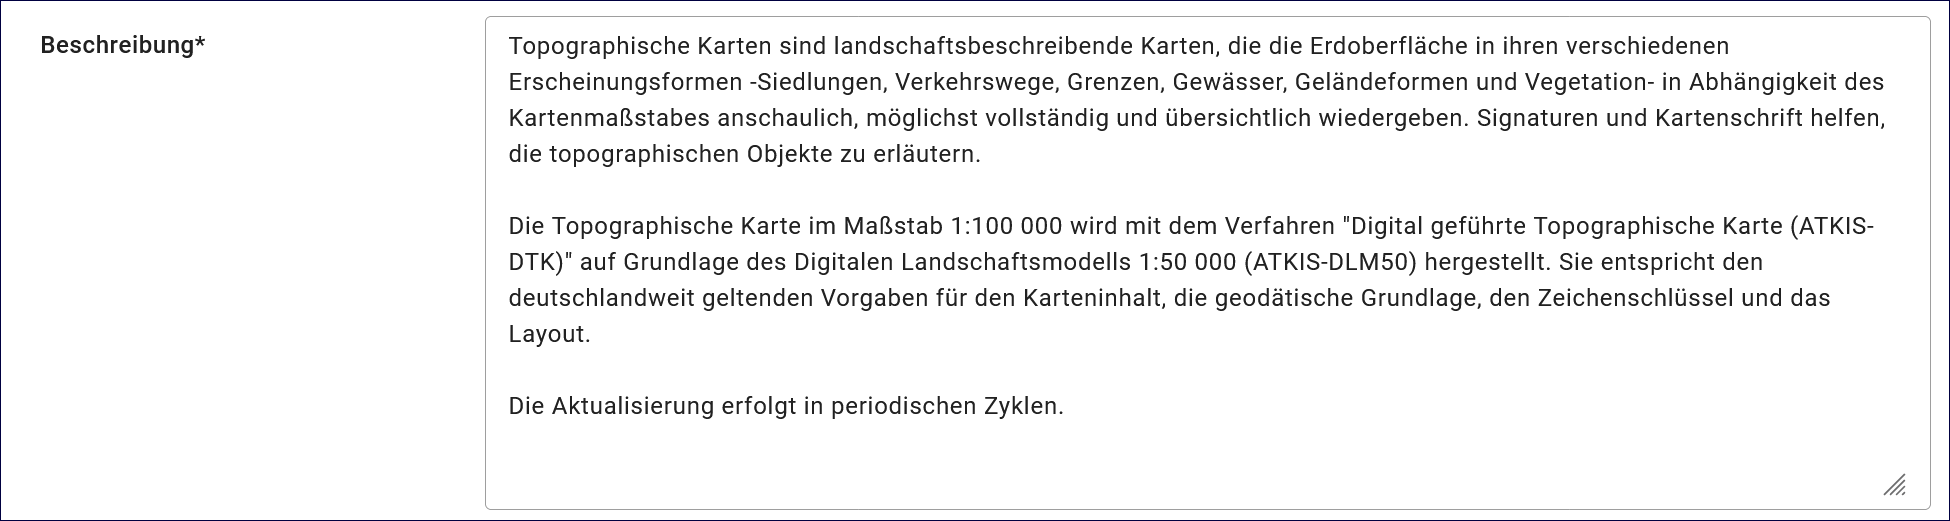 Beschreibung*
Topographische Karten sind landschaftsbeschreibende Karten, die die Erdoberfläche in ihren verschiedenen
Erscheinungsformen -Siedlungen, Verkehrswege, Grenzen, Gewässer, Geländeformen und Vegetation- in Abhängigkeit des
Kartenmaßstabes anschaulich, möglichst vollständig und übersichtlich wiedergeben. Signaturen und Kartenschrift helfen,
die topographischen Objekte zu erläutern.
Die Topographische Karte im Maßstab 1:100 000 wird mit dem Verfahren "Digital geführte Topographische Karte (ATKIS-
DTK)" auf Grundlage des Digitalen Landschaftsmodells 1:50 000 (ATKIS-DLM50) hergestellt. Sie entspricht den
deutschlandweit geltenden Vorgaben für den Karteninhalt, die geodätische Grundlage, den Zeichenschlüssel und das
Layout.
Die Aktualisierung erfolgt in periodischen Zyklen.